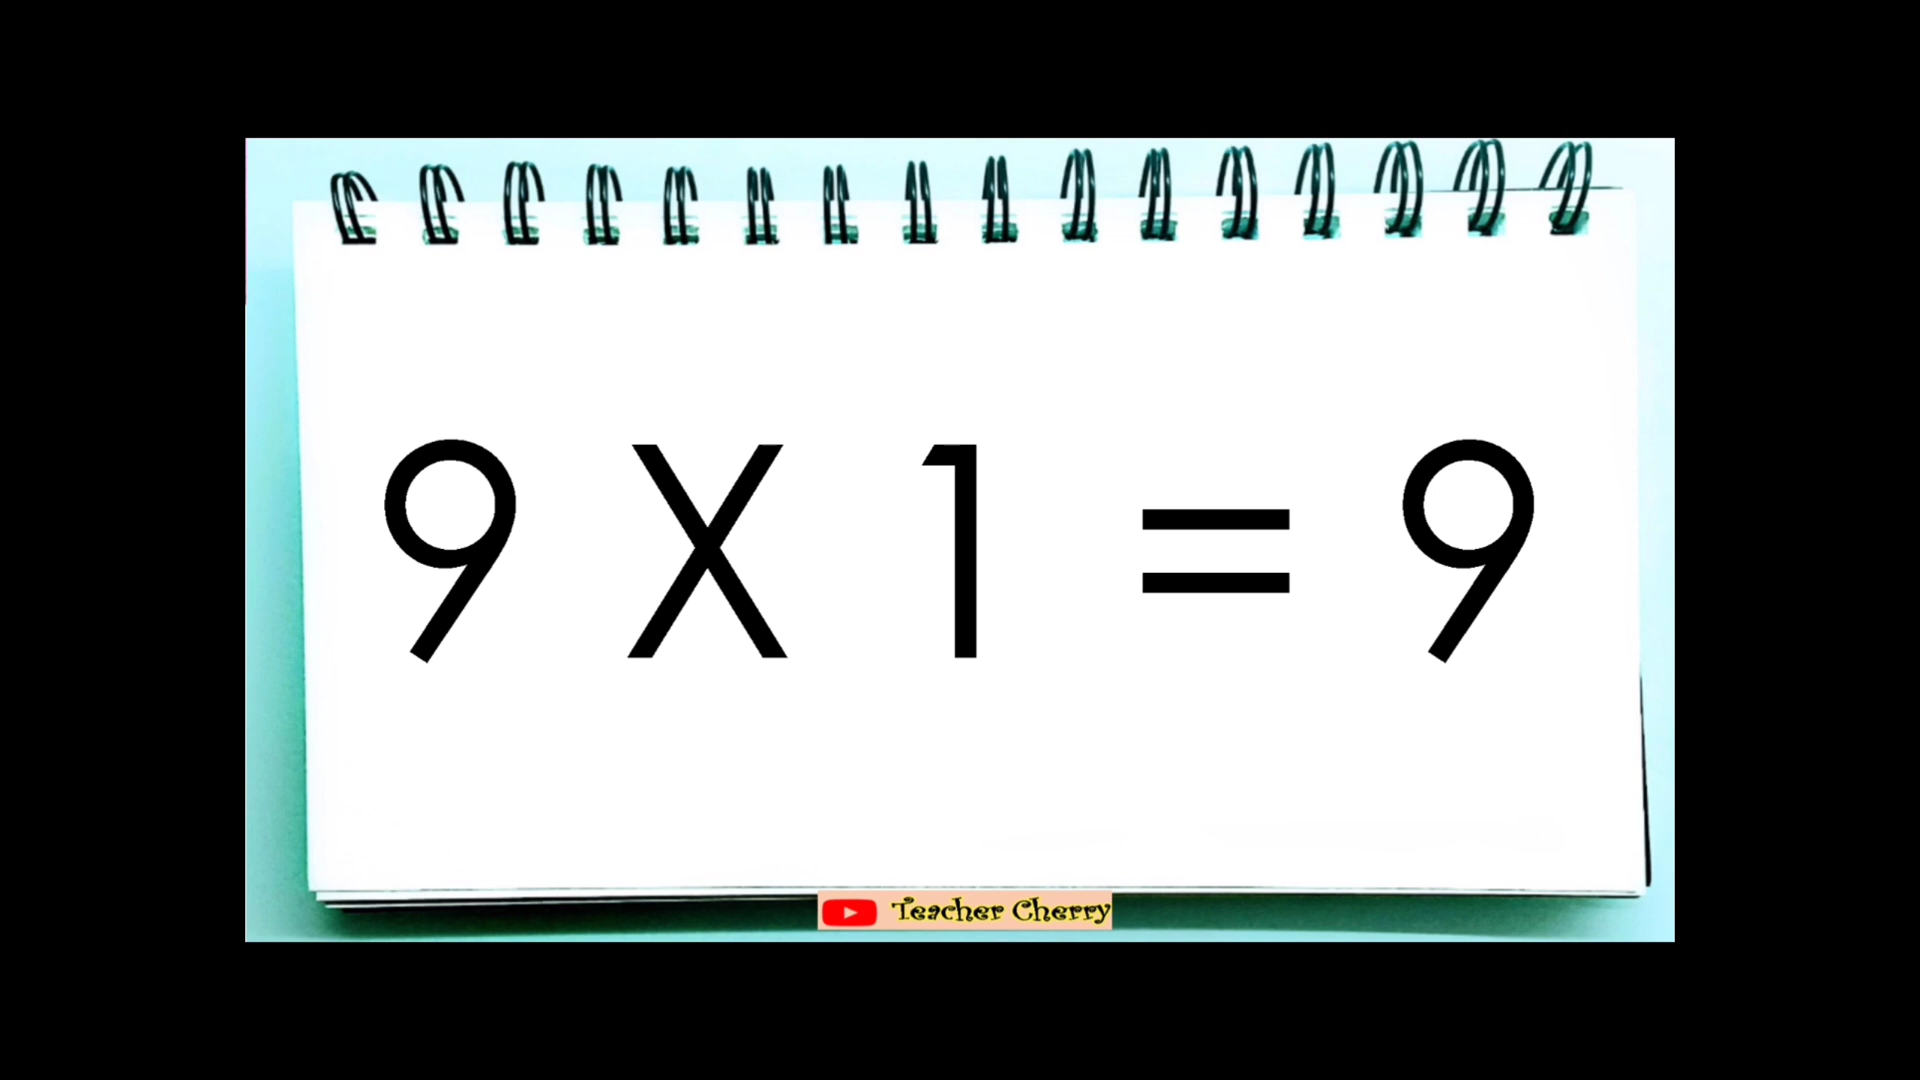 9 X 1 = 9
Teacher Cherry